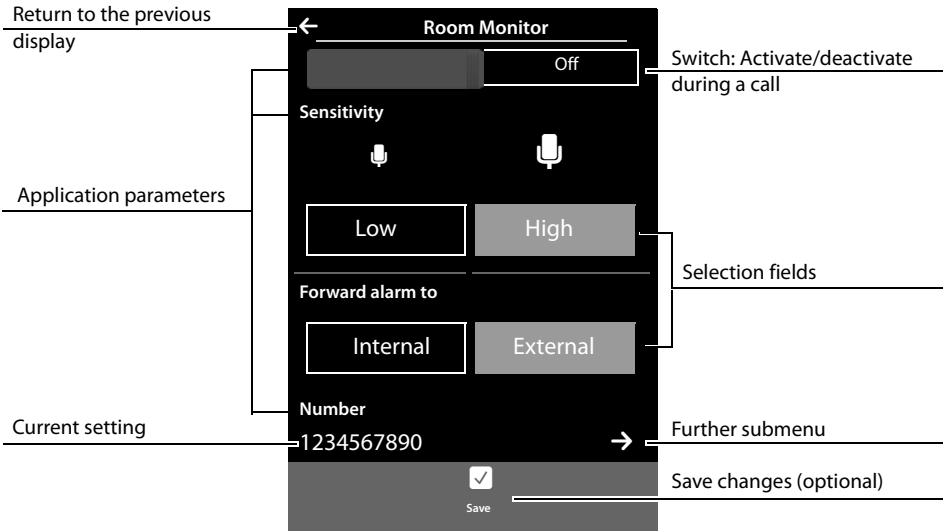 Return to the previous
display
Room Monitor
Off
Switch: Activate/deactivate
during a call
Sensitivity
Application parameters
Low
High
Selection fields
Forward alarm to
Internal
External
Number
Current setting
1234567890
Further submenu
Save changes (optional)
Save